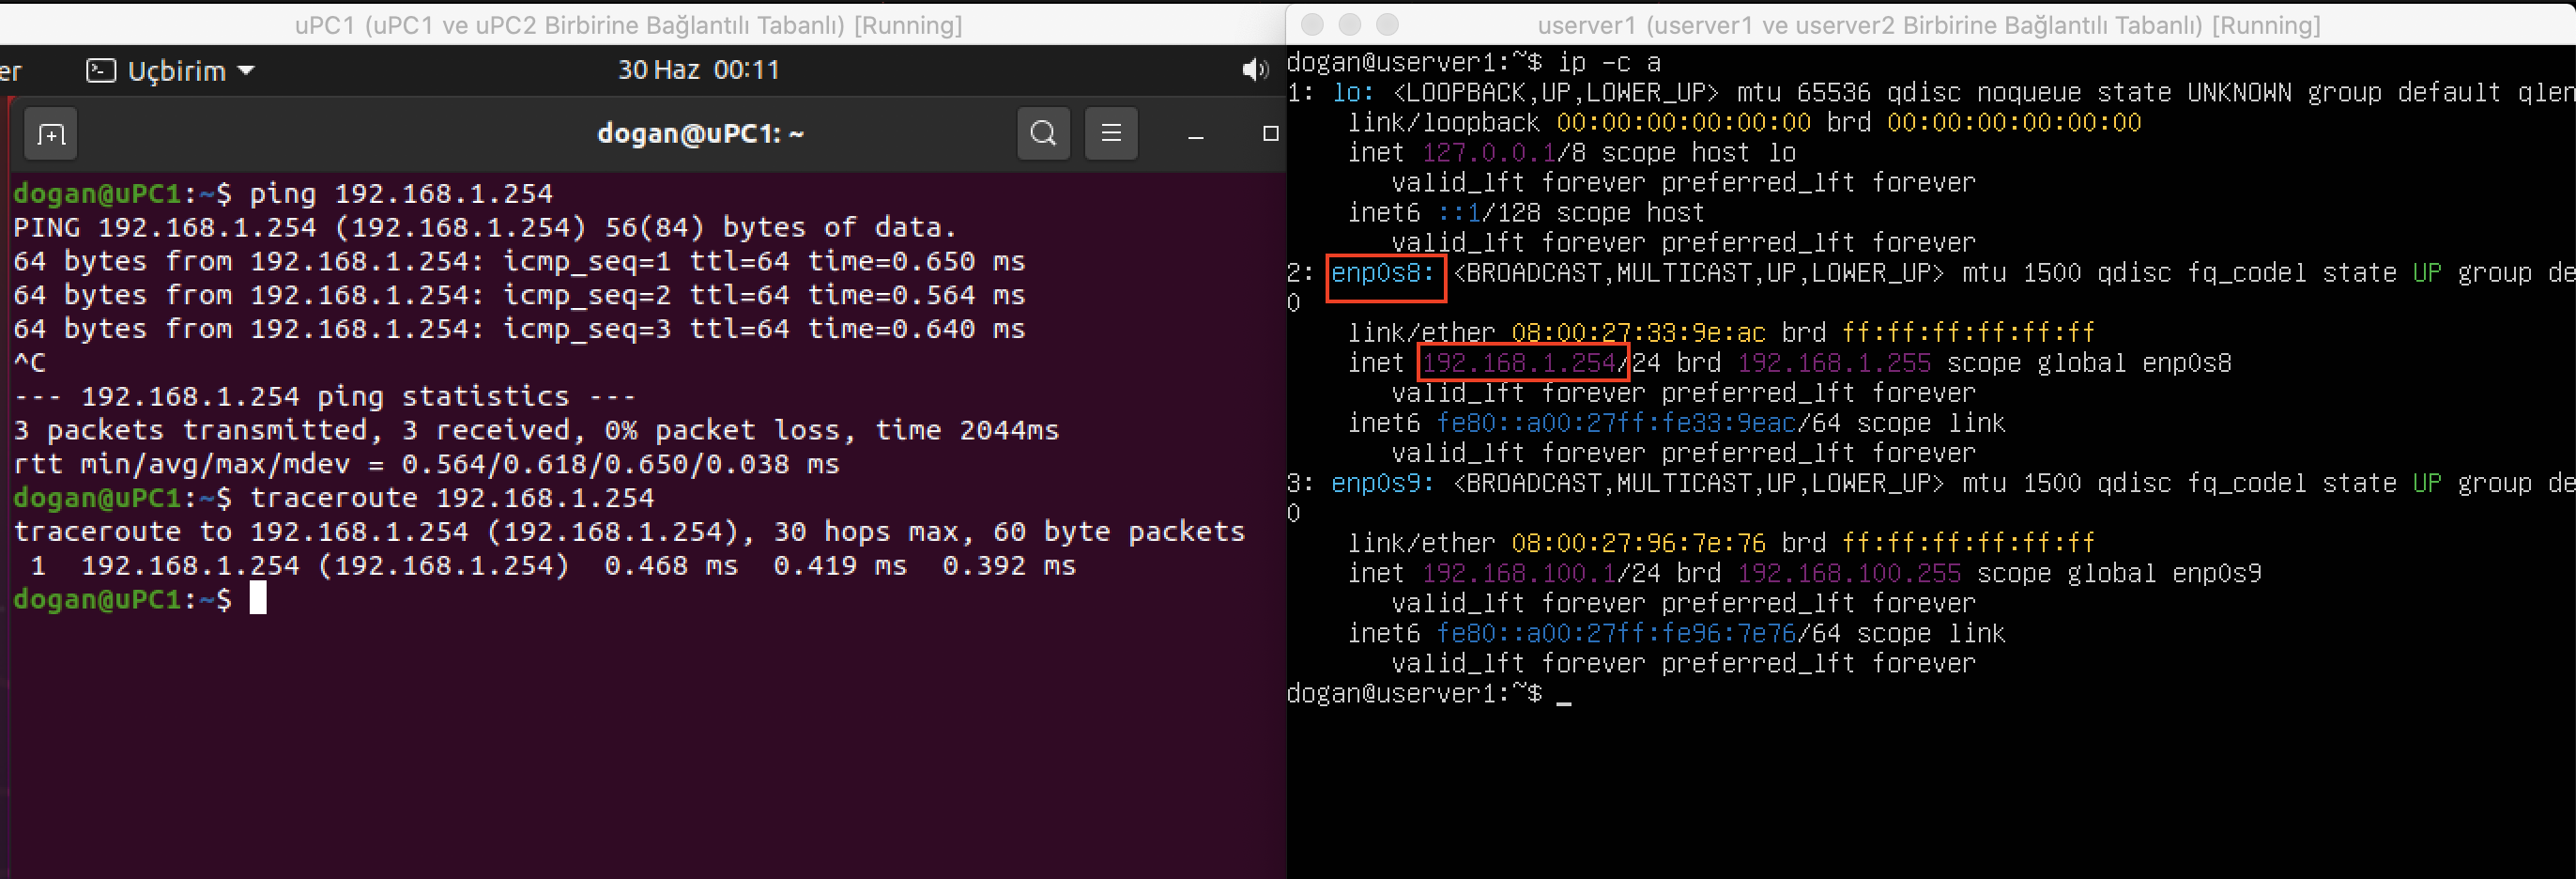 uPC1 (uPC1 ve uPC2 Birbirine Bağlantılı Tabanlı) [Running]
er Uçbirim 30 Haz 00:11
dogan@uPC1: ~
dogan@uPC1:~$ ping 192.168.1.254
PING 192.168.1.254 (192.168.1.254) 56(84) bytes of data.
64 bytes from 192.168.1.254: icmp_seq=1 ttl=64 time=0.650 ms
64 bytes from 192.168.1.254: icmp_seq=2 ttl=64 time=0.564 ms
64 bytes from 192.168.1.254: icmp_seq=3 ttl=64 time=0.640 ms
^C
--- 192.168.1.254 ping statistics ---
3 packets transmitted, 3 received, 0% packet loss, time 2044ms
rtt min/avg/max/mdev = 0.564/0.618/0.650/0.038 ms
dogan@uPC1:~$ traceroute 192.168.1.254
traceroute to 192.168.1.254 (192.168.1.254), 30 hops max, 60 byte packets
1 192.168.1.254 (192.168.1.254) 0.468 ms 0.419 ms 0.392 ms
dogan@uPC1:~$
userver1 (userver1 ve userver2 Birbirine Bağlantılı Tabanlı) [Running]
dogan@userver1:~$ ip -c a
1: lo: <LOOPBACK,UP,LOWER_UP> mtu 65536 qdisc noqueue state UNKNOWN group default qlen
link/loopback 00:00:00:00:00:00 brd 00:00:00:00:00:00
inet 127.0.0.1/8 scope host lo
valid_lft forever preferred_lft forever
inet6 ::1/128 scope host
valid_lft forever preferred_lft forever
2: enp0s8: <BROADCAST,MULTICAST,UP,LOWER_UP> mtu 1500 qdisc fq_codel state UP group de
0
link/ether 08:00:27:33:9e:ac brd ff:ff:ff:ff:ff:ff
inet 192.168.1.254/24 brd 192.168.1.255 scope global enp0s8
valid_lft forever preferred_lft forever
inet6 fe80::a00:27ff:fe33:9eac/64 scope link
valid_lft forever preferred_lft forever
3: enp0s9: <BROADCAST,MULTICAST,UP,LOWER_UP> mtu 1500 qdisc fq_codel state UP group de
0
link/ether 08:00:27:96:7e:76 brd ff:ff:ff:ff:ff:ff
inet 192.168.100.1/24 brd 192.168.100.255 scope global enp0s9
valid_lft forever preferred_lft forever
inet6 fe80::a00:27ff:fe96:7e76/64 scope link
valid_lft forever preferred_lft forever
dogan@userver1:~$ _